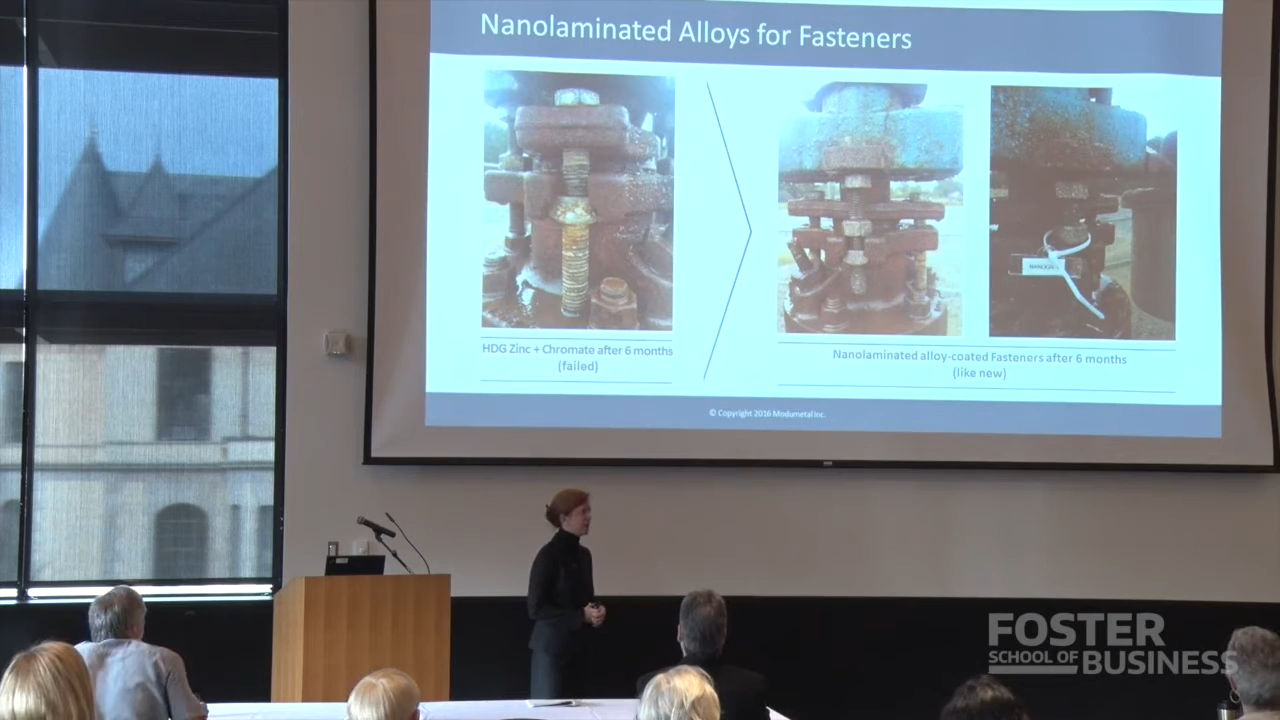 Nanolaminated Alloys for Fasteners
HDG Zinc + Chromate after 6 months
(failed)
Nanolaminated alloy-coated Fasteners after 6 months
(like new)
© Copyright 2016 Modumetal Inc.
FOSTER
SCHOOL OF BUSINESS